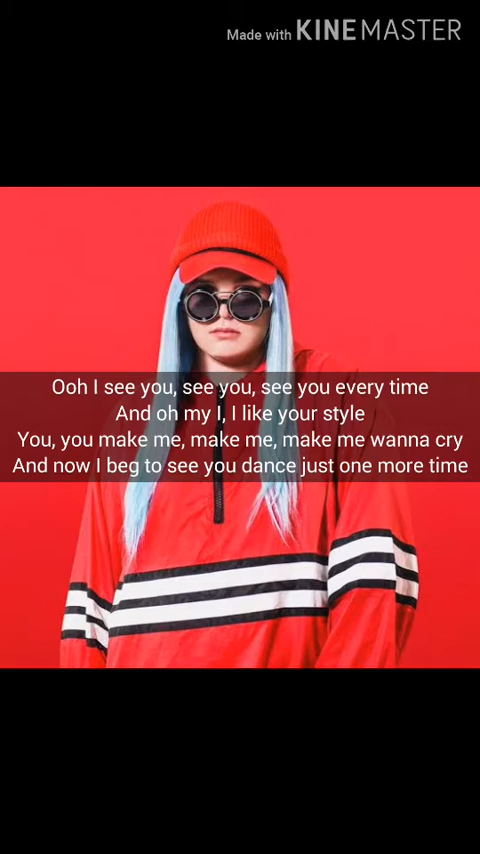 Made with KINEMASTER
Ooh I see you, see you, see you every time
And oh my I, I like your style
You, you make me, make me, make me wanna cry
And now I beg to see you dance just one more time